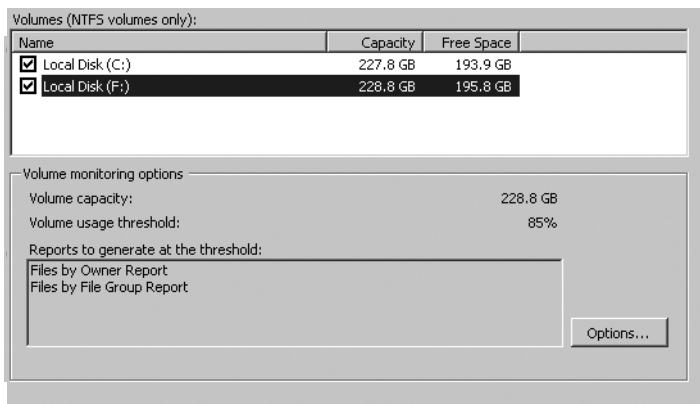 Volumes (NTFS volumes only):
Name Capacity Free Space
Local Disk (C:) 227.8 GB 193.9 GB
Local Disk (F:) 228.8 GB 195.8 GB
Volume monitoring options
Volume capacity: 228.8 GB
Volume usage threshold: 85%
Reports to generate at the threshold:
Files by Owner Report
Files by File Group Report
Options...